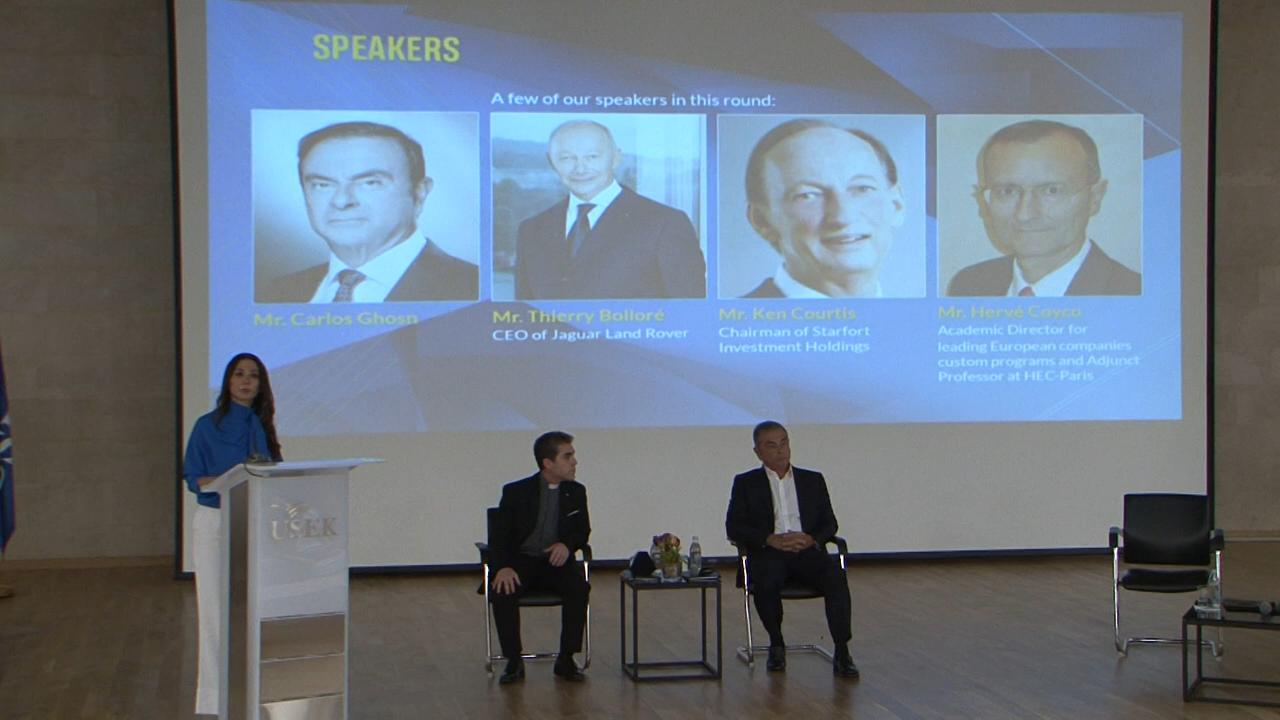 SPEAKERS
A few of our speakers in this round:
Mr. Carlos Ghosn
Mr. Thierry Bolloré
CEO of Jaguar Land Rover
Mr. Ken Courtis
Chairman of Starfort
Investment Holdings
Mr. Hervé Coyco
Academic Director for
leading European companies
custom programs and Adjunct
Professor at HEC-Paris
USEK